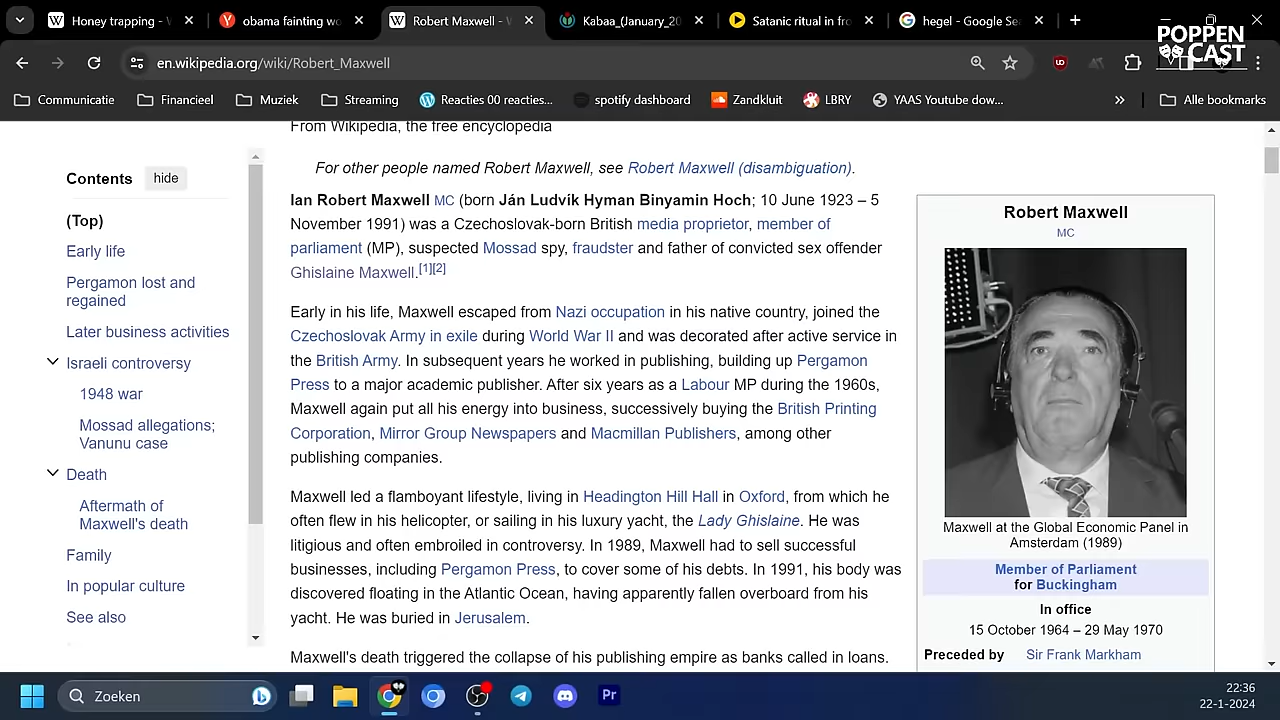 Honey trapping - W
obama fainting wo
Robert Maxwell - W
Kabaa_(January_20
Satanic ritual in fro
hegel - Google Sea
POPPEN
CAST
en.wikipedia.org/wiki/Robert_Maxwell
Communicatie
Financieel
Muziek
Streaming
Reacties 00 reacties...
spotify dashboard
Zandkluit
LBRY
YAAS Youtube dow...
Alle bookmarks
From Wikipedia, the free encyclopedia
For other people named Robert Maxwell, see Robert Maxwell (disambiguation).
Contents hide
(Top)
Early life
Pergamon lost and
regained
Later business activities
Israeli controversy
1948 war
Mossad allegations;
Vanunu case
Death
Aftermath of
Maxwell's death
Family
In popular culture
See also
Ian Robert Maxwell MC (born Ján Ludvík Hyman Binyamin Hoch; 10 June 1923 – 5
November 1991) was a Czechoslovak-born British media proprietor, member of
parliament (MP), suspected Mossad spy, fraudster and father of convicted sex offender
Ghislaine Maxwell.[1][2]
Early in his life, Maxwell escaped from Nazi occupation in his native country, joined the
Czechoslovak Army in exile during World War II and was decorated after active service in
the British Army. In subsequent years he worked in publishing, building up Pergamon
Press to a major academic publisher. After six years as a Labour MP during the 1960s,
Maxwell again put all his energy into business, successively buying the British Printing
Corporation, Mirror Group Newspapers and Macmillan Publishers, among other
publishing companies.
Maxwell led a flamboyant lifestyle, living in Headington Hill Hall in Oxford, from which he
often flew in his helicopter, or sailing in his luxury yacht, the Lady Ghislaine. He was
litigious and often embroiled in controversy. In 1989, Maxwell had to sell successful
businesses, including Pergamon Press, to cover some of his debts. In 1991, his body was
discovered floating in the Atlantic Ocean, having apparently fallen overboard from his
yacht. He was buried in Jerusalem.
Maxwell's death triggered the collapse of his publishing empire as banks called in loans.
Robert Maxwell
MC
Maxwell at the Global Economic Panel in
Amsterdam (1989)
Member of Parliament
for Buckingham
In office
15 October 1964 – 29 May 1970
Preceded by Sir Frank Markham
Zoeken
Pr
22:36
22-1-2024